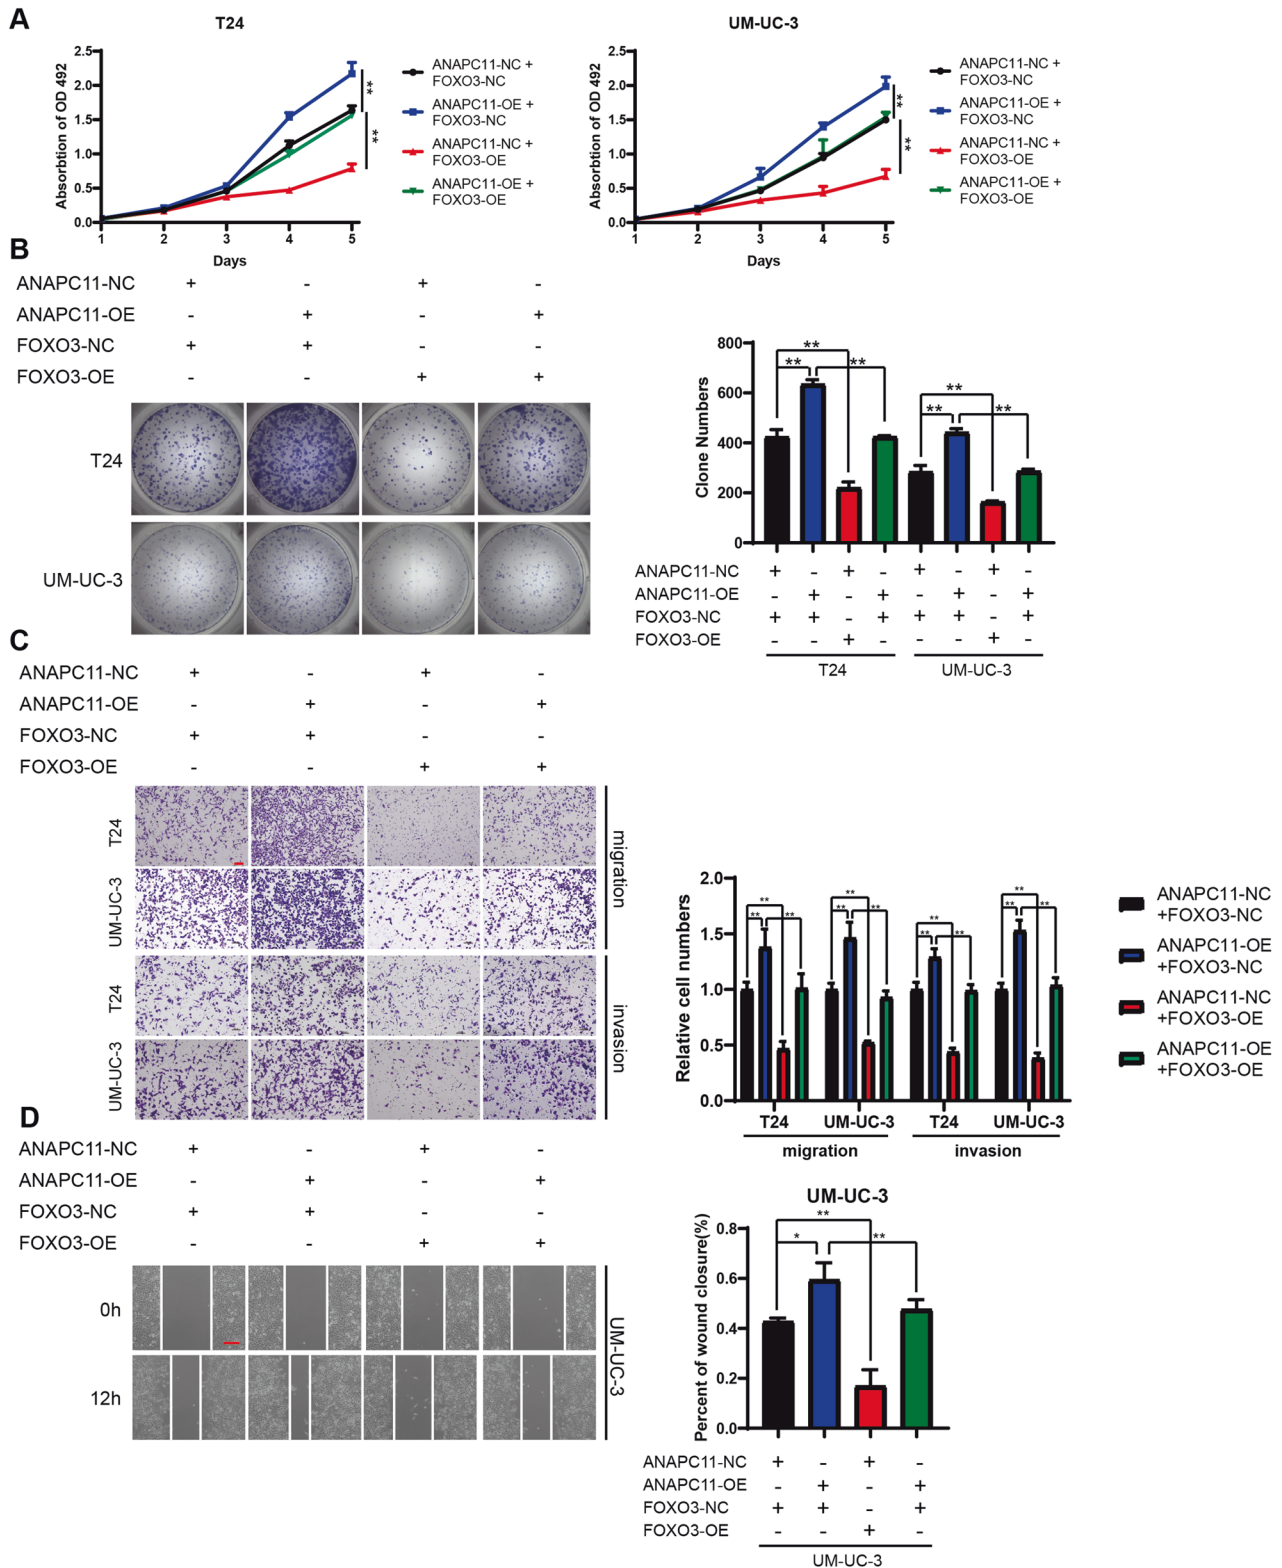 A
T24
UM-UC-3
Absorbtion of OD 492
2.5
2.0
1.5
1.0
0.5
0.0
1 2 3 4 5
Days
**
**
ANAPC11-NC +
FOXO3-NC
ANAPC11-OE +
FOXO3-NC
ANAPC11-NC +
FOXO3-OE
ANAPC11-OE +
FOXO3-OE
Absorbtion of OD 492
2.5
2.0
1.5
1.0
0.5
0.0
1 2 3 4 5
Days
**
**
ANAPC11-NC +
FOXO3-NC
ANAPC11-OE +
FOXO3-NC
ANAPC11-NC +
FOXO3-OE
ANAPC11-OE +
FOXO3-OE
B
ANAPC11-NC + - + -
ANAPC11-OE - + - +
FOXO3-NC + + - -
FOXO3-OE - - + +
T24
UM-UC-3
Clone Numbers
800
600
400
200
0
** ** **
** ** **
ANAPC11-NC + - + - + - + -
ANAPC11-OE - + - + - + - +
FOXO3-NC + + - + + + - +
FOXO3-OE - - + - - - + -
T24 UM-UC-3
C
ANAPC11-NC + - + -
ANAPC11-OE - + - +
FOXO3-NC + + - -
FOXO3-OE - - + +
T24
UM-UC-3
migration
T24
UM-UC-3
invasion
Relative cell numbers
2.0
1.5
1.0
0.5
0.0
** ** **
** ** **
** ** **
** ** **
T24 UM-UC-3 T24 UM-UC-3
migration invasion
ANAPC11-NC
+FOXO3-NC
ANAPC11-OE
+FOXO3-NC
ANAPC11-NC
+FOXO3-OE
ANAPC11-OE
+FOXO3-OE
D
ANAPC11-NC + - + -
ANAPC11-OE - + - +
FOXO3-NC + + - -
FOXO3-OE - - + +
0h
12h
UM-UC-3
UM-UC-3
Percent of wound closure(%)
0.8
0.6
0.4
0.2
0.0
**
* **
ANAPC11-NC + - + -
ANAPC11-OE - + - +
FOXO3-NC + + - +
FOXO3-OE - - + -
UM-UC-3